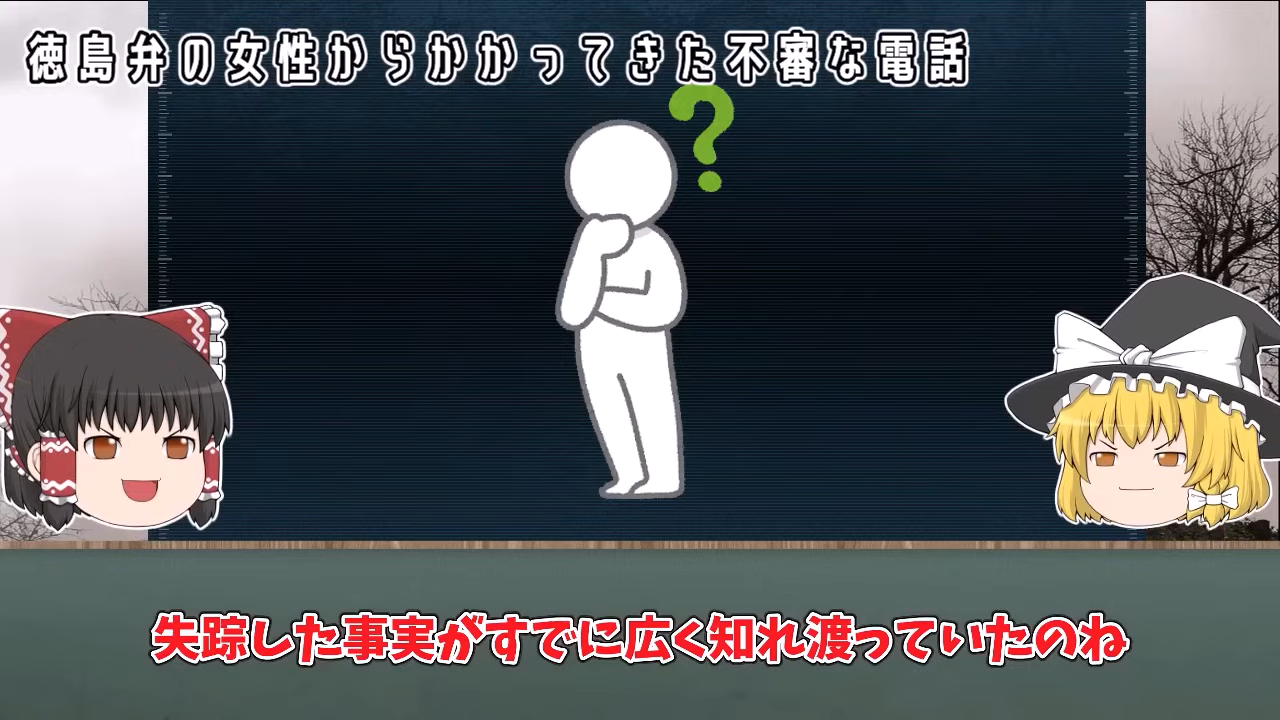 徳島弁の女性からかかってきた不審な電話
?
失踪した事実がすでに広く知れ渡っていたのね